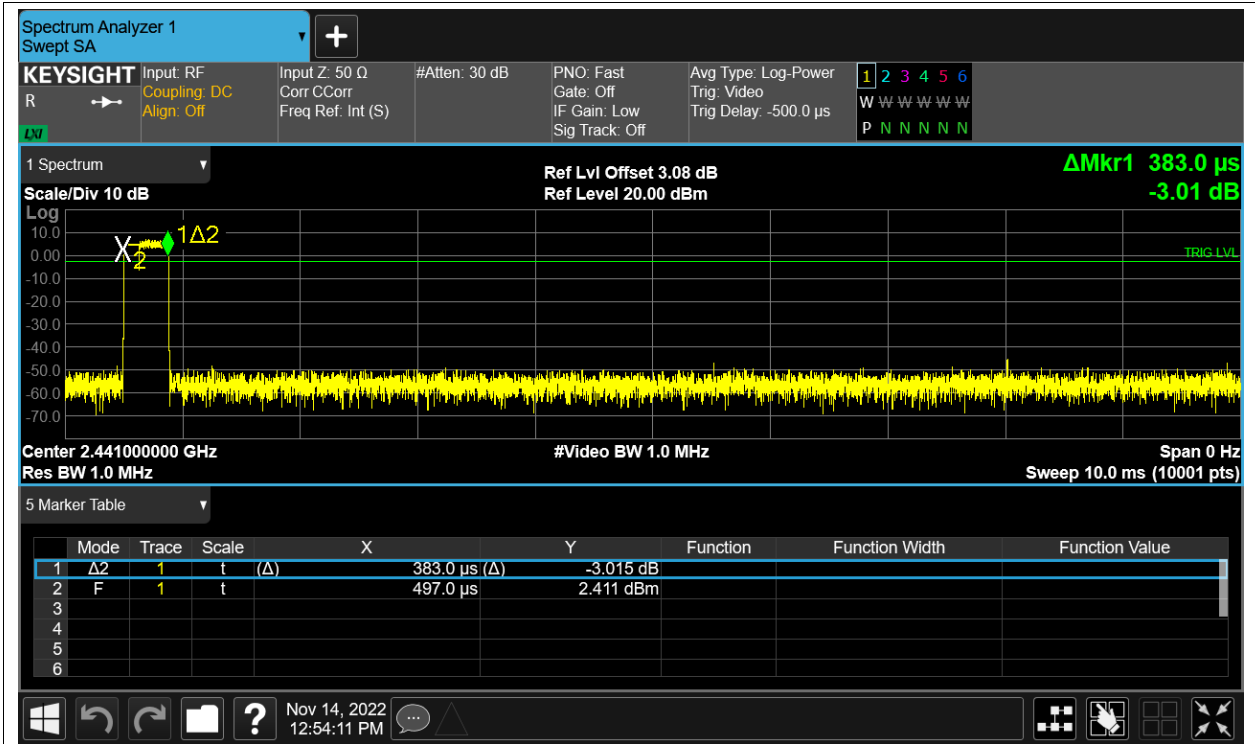 Spectrum Analyzer 1
Swept SA
KEYSIGHT Input: RF Input Z: 50 Ω #Atten: 30 dB PNO: Fast Avg Type: Log-Power 1 2 3 4 5 6
R Coupling: DC Corr CCorr Gate: Off Trig: Video W W W W W W
Align: Off Freq Ref: Int (S) IF Gain: Low Trig Delay: -500.0 µs
LXI Sig Track: Off P N N N N N
1 Spectrum Ref Lvl Offset 3.08 dB ΔMkr1 383.0 µs
Scale/Div 10 dB Ref Level 20.00 dBm -3.01 dB
Log
10.0 X 2 1Δ2
0.00 TRIG LVL
-10.0
-20.0
-30.0
-40.0
-50.0
-60.0
-70.0
Center 2.441000000 GHz #Video BW 1.0 MHz Span 0 Hz
Res BW 1.0 MHz Sweep 10.0 ms (10001 pts)
5 Marker Table
Mode Trace Scale X Y Function Function Width Function Value
1 Δ2 1 t (Δ) 383.0 µs (Δ) -3.015 dB
2 F 1 t 497.0 µs 2.411 dBm
3
4
5
6
? Nov 14, 2022
12:54:11 PM